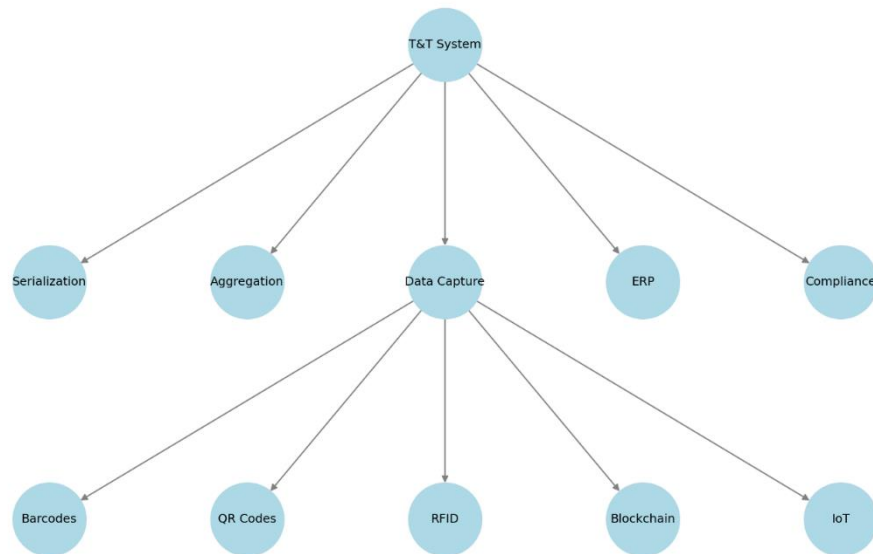 T&T System
Serialization
Aggregation
Data Capture
ERP
Compliance
Barcodes
QR Codes
RFID
Blockchain
IoT